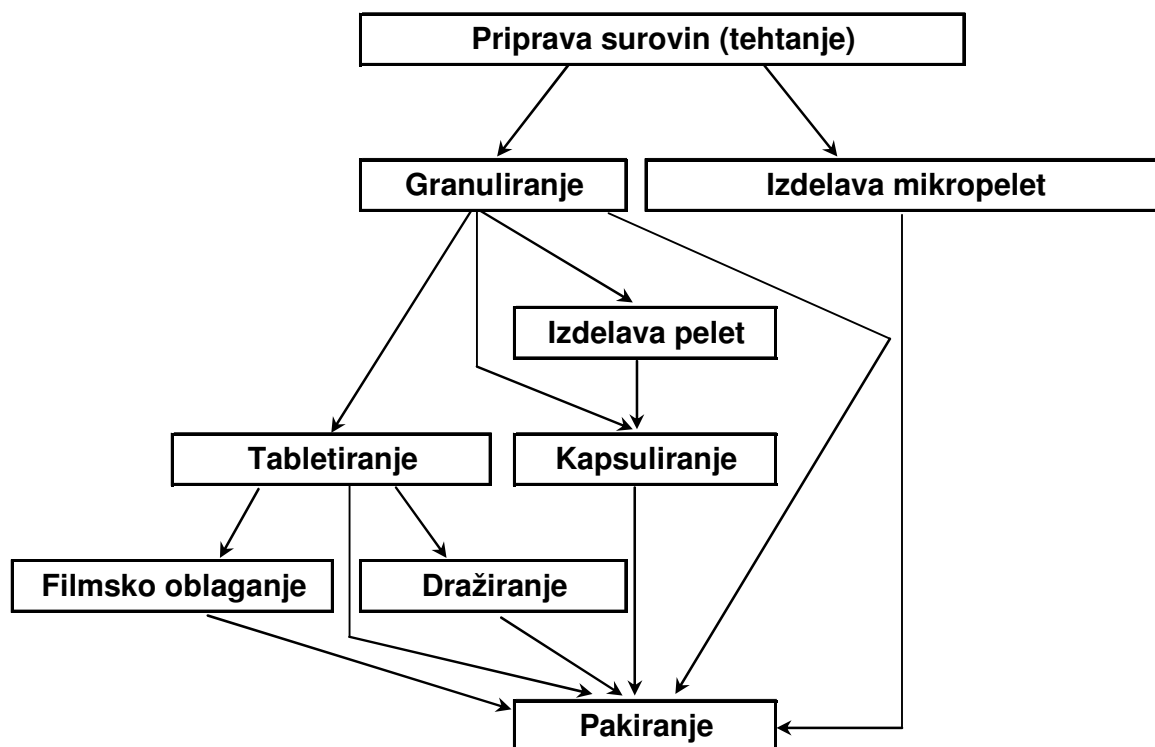 Priprava surovin (tehtanje)
Granuliranje
Izdelava mikropelet
Izdelava pelet
Tabletiranje
Kapsuliranje
Filmsko oblaganje
Dražiranje
Pakiranje